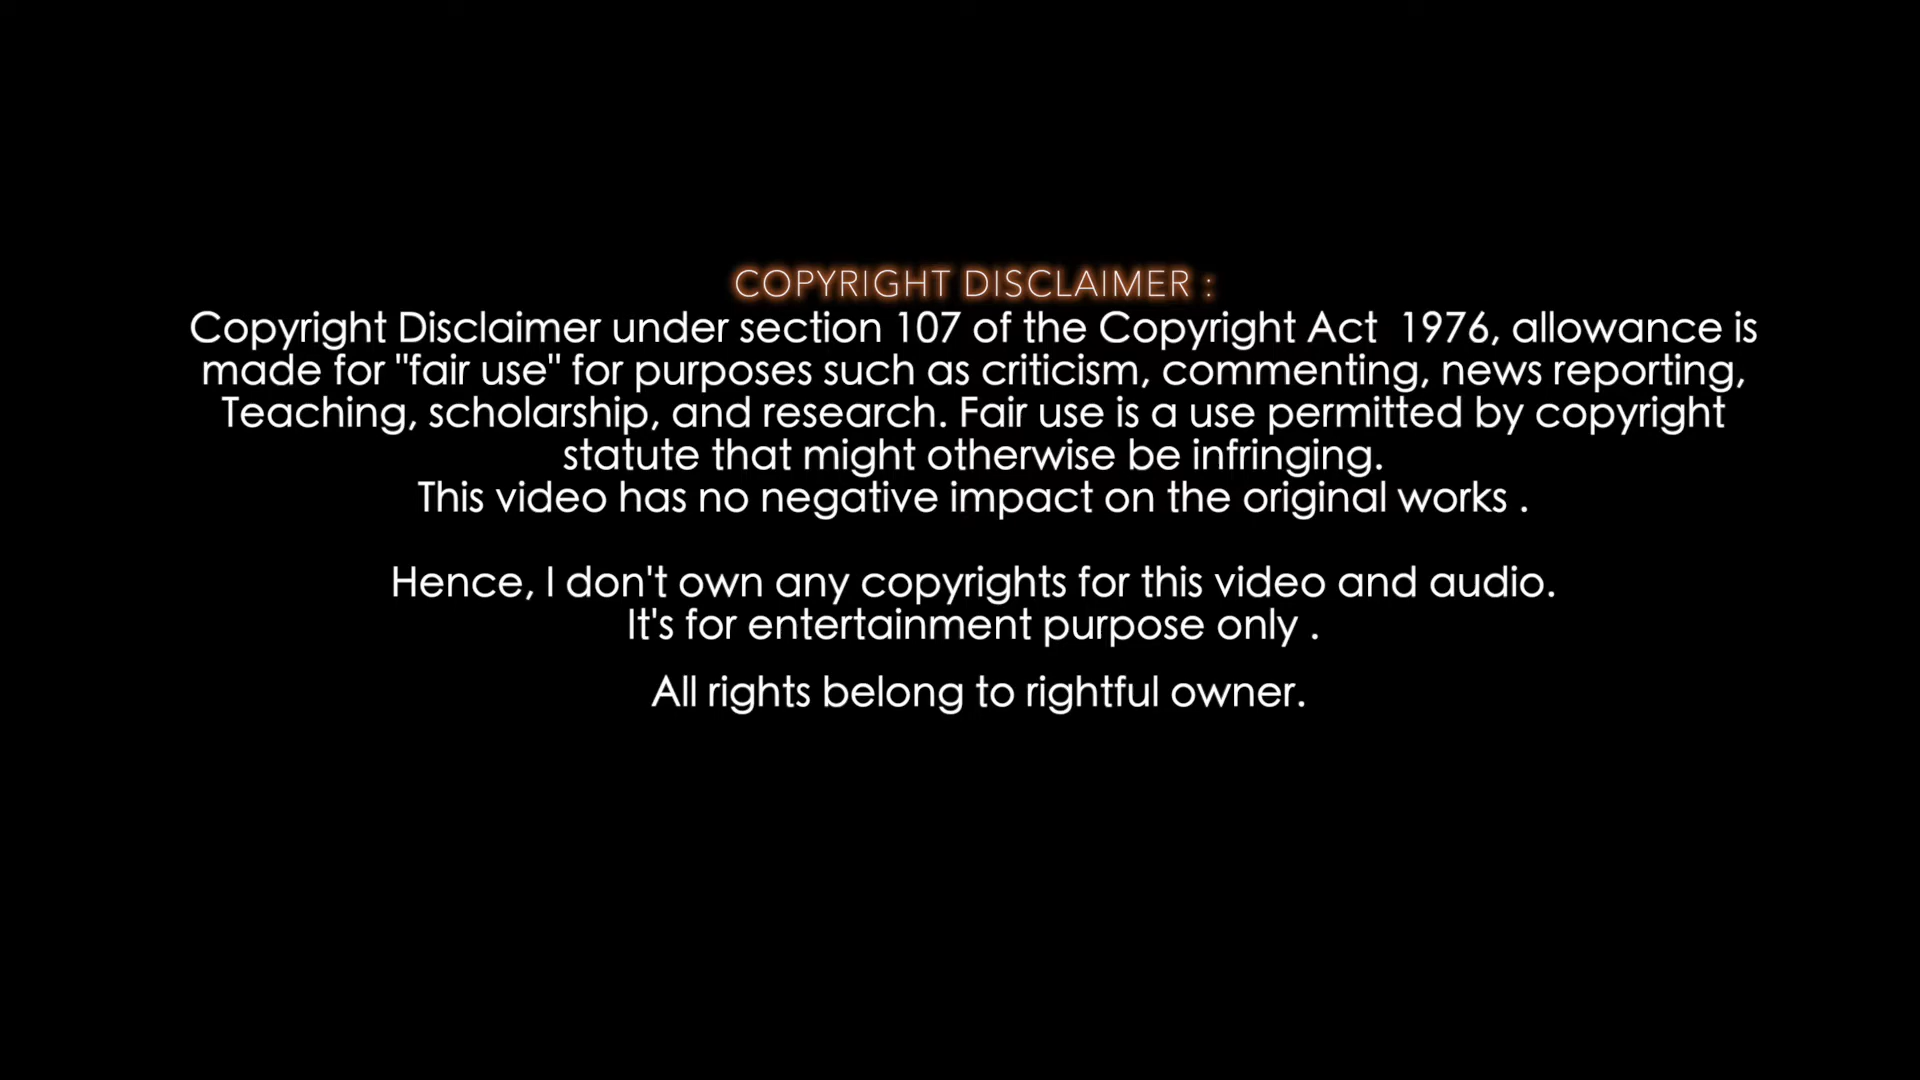 COPYRIGHT DISCLAIMER :
Copyright Disclaimer under section 107 of the Copyright Act  1976, allowance is
made for "fair use" for purposes such as criticism, commenting, news reporting,
Teaching, scholarship, and research. Fair use is a use permitted by copyright
statute that might otherwise be infringing.
This video has no negative impact on the original works .
Hence, I don't own any copyrights for this video and audio.
It's for entertainment purpose only .
All rights belong to rightful owner.